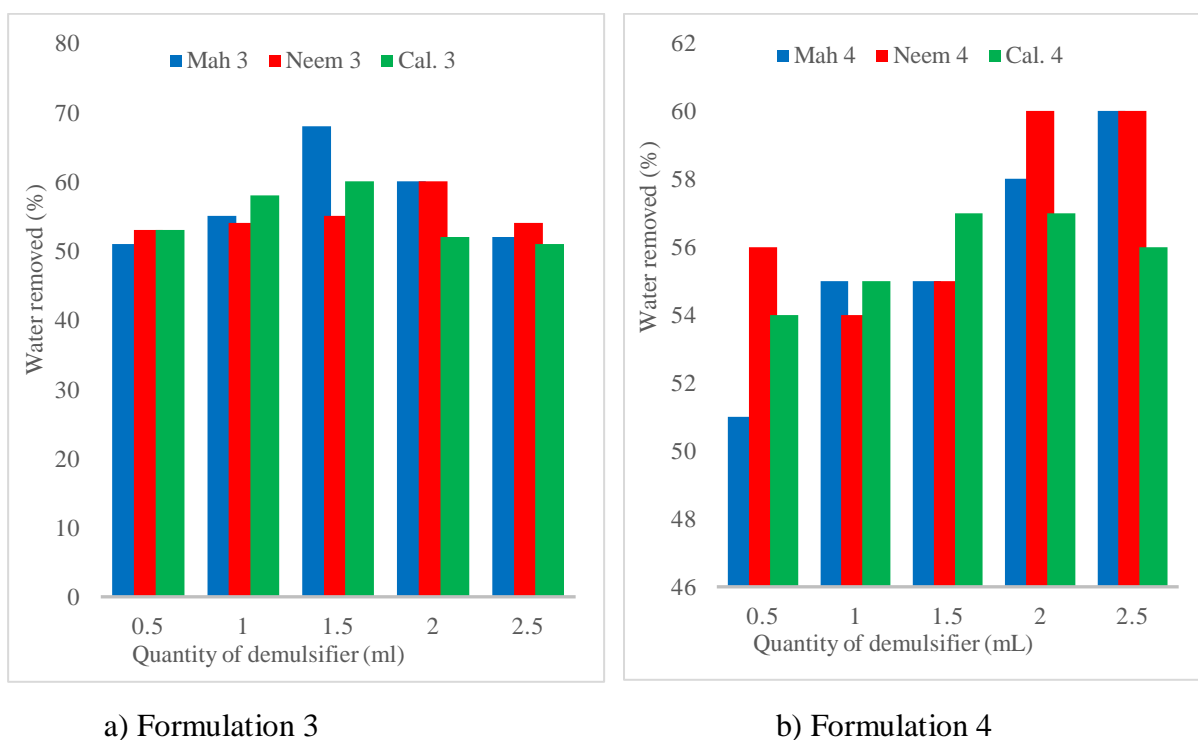 80
70
60
50
40
30
20
10
0
Mah 3 Neem 3 Cal. 3
Water removed (%)
0.5 1 1.5 2 2.5
Quantity of demulsifier (ml)
a) Formulation 3
62
60
58
56
54
52
50
48
46
Mah 4 Neem 4 Cal. 4
Water removed (%)
0.5 1 1.5 2 2.5
Quantity of demulsifier (mL)
b) Formulation 4